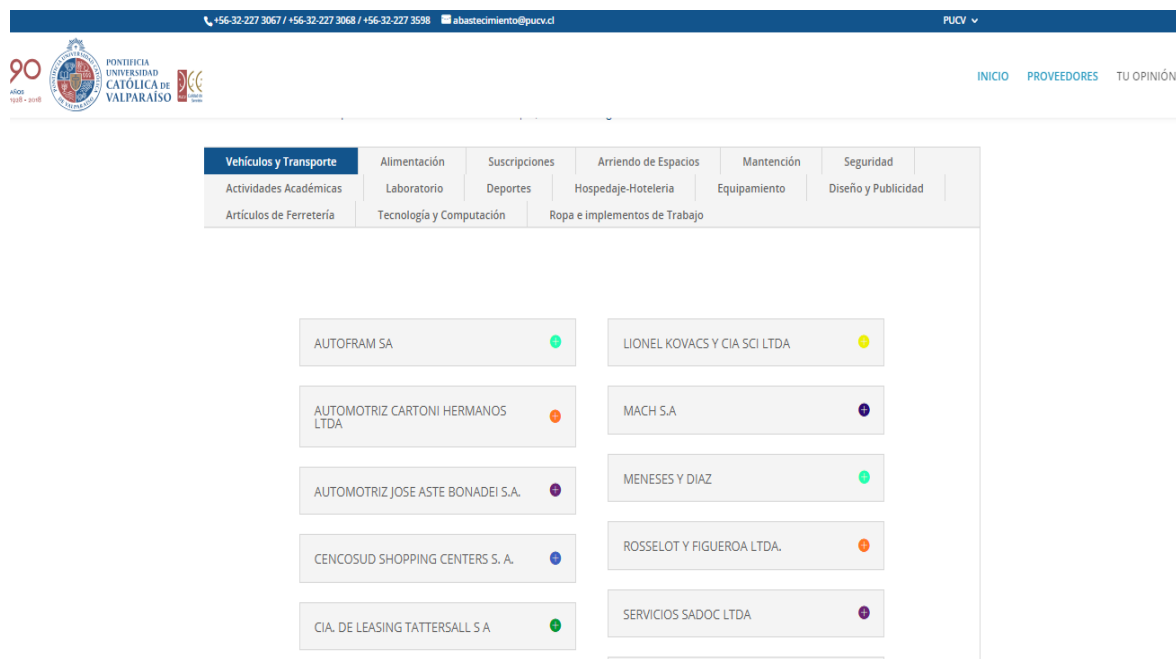 +56-32-227 3067 / +56-32-227 3068 / +56-32-227 3598 abastecimiento@pucv.cl PUCV
90
AÑOS
1928 - 2018
PONTIFICIA
UNIVERSIDAD
CATÓLICA DE
VALPARAÍSO
INICIO PROVEEDORES TU OPINIÓN
Vehículos y Transporte Alimentación Suscripciones Arriendo de Espacios Mantención Seguridad
Actividades Académicas Laboratorio Deportes Hospedaje-Hoteleria Equipamiento Diseño y Publicidad
Artículos de Ferretería Tecnología y Computación Ropa e implementos de Trabajo
AUTOFRAM SA
LIONEL KOVACS Y CIA SCI LTDA
AUTOMOTRIZ CARTONI HERMANOS
LTDA
MACH S.A
AUTOMOTRIZ JOSE ASTE BONADEI S.A.
MENESES Y DIAZ
CENCOSUD SHOPPING CENTERS S. A.
ROSSELOT Y FIGUEROA LTDA.
CIA. DE LEASING TATTERSALL S A
SERVICIOS SADOC LTDA